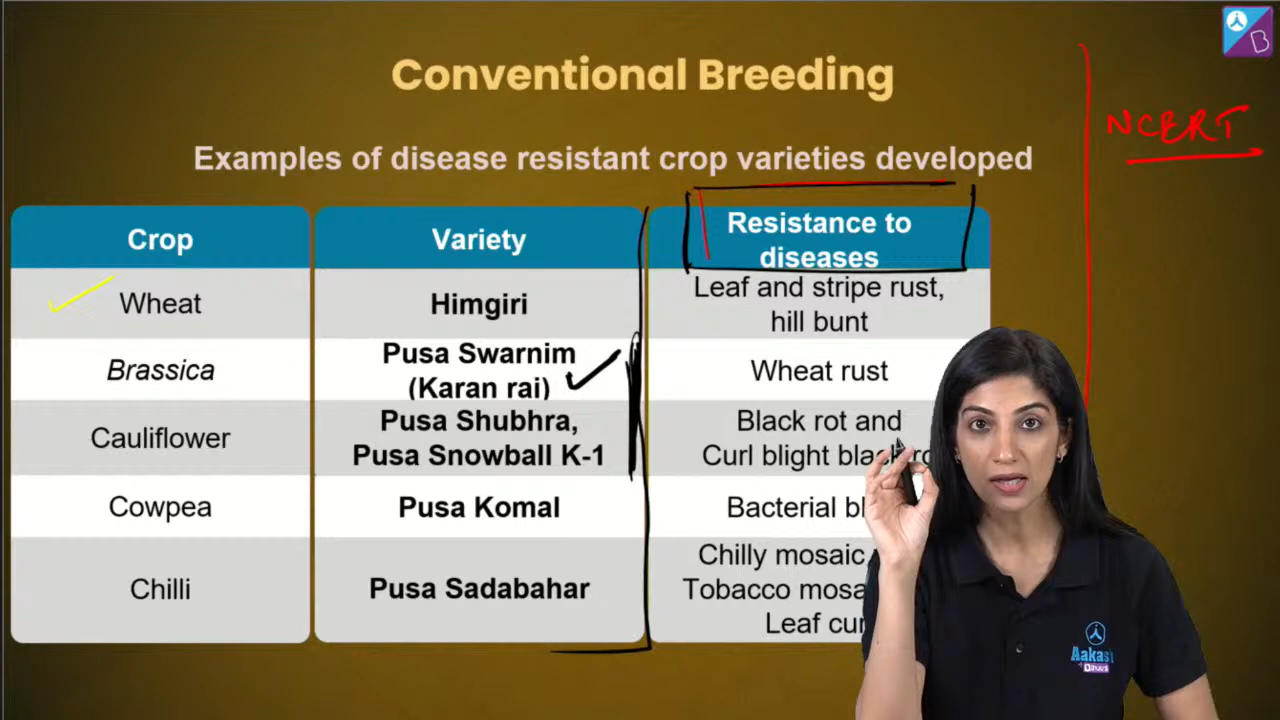 Conventional Breeding
NCERT
Examples of disease resistant crop varieties developed
Crop
Variety
Resistance to
diseases
Wheat
Himgiri
Leaf and stripe rust,
hill bunt
Brassica
Pusa Swarnim
(Karan rai)
Wheat rust
Cauliflower
Pusa Shubhra,
Pusa Snowball K-1
Black rot and
Curl blight black
Cowpea
Pusa Komal
Bacterial
Chilli
Pusa Sadabahar
Chilly mosaic
Tobacco
Leaf
Aakash
BYJU'S
B